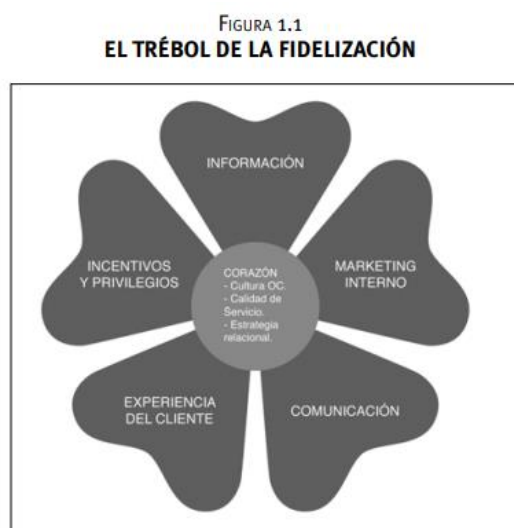 FIGURA 1.1
EL TRÉBOL DE LA FIDELIZACIÓN
INFORMACIÓN
INCENTIVOS
Y PRIVILEGIOS
CORAZÓN
- Cultura OC.
- Calidad de
Servicio.
- Estrategia
relacional.
MARKETING
INTERNO
EXPERIENCIA
DEL CLIENTE
COMUNICACIÓN